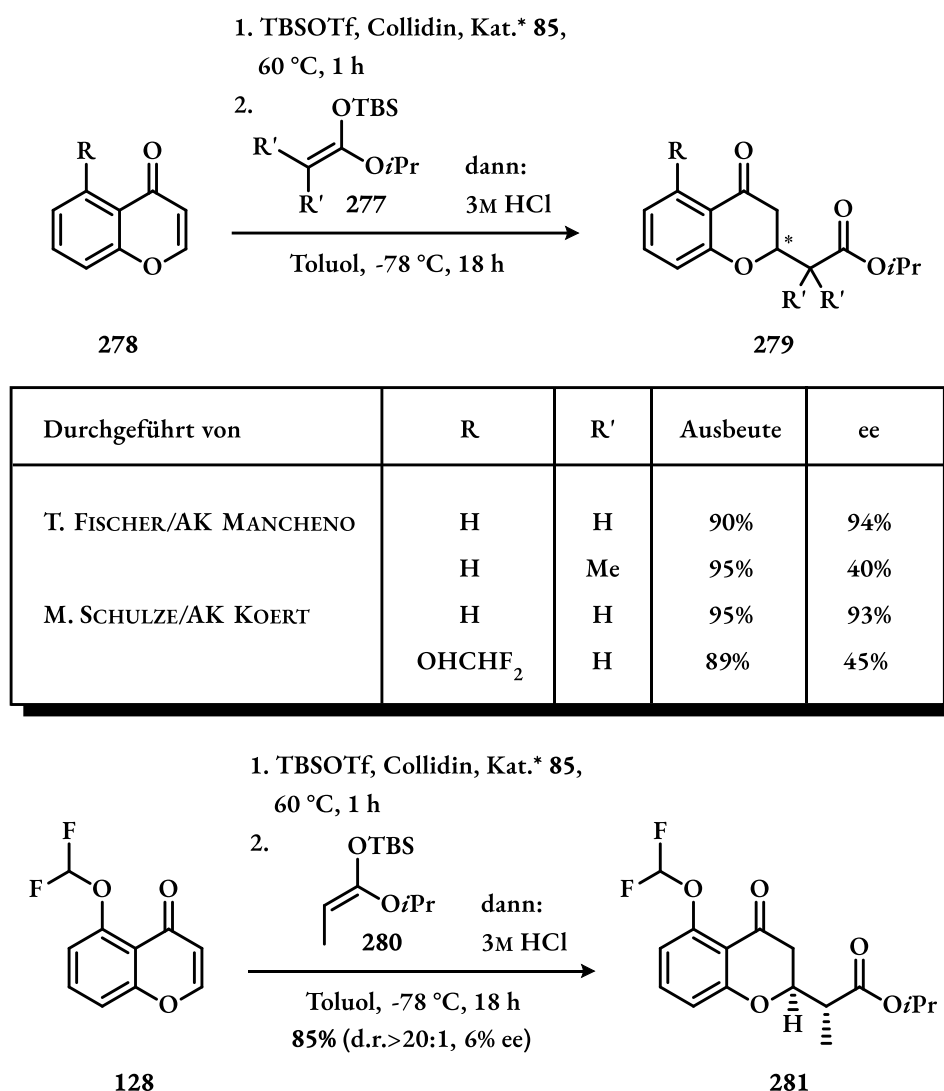 1. TBSOTf, Collidin, Kat.* 85,
60 °C, 1 h
2.
OTBS
R'
OiPr
R'
277
dann:
3M HCl
Toluol, -78 °C, 18 h
R
O
O
278
R
O
*
O
O
OiPr
R' R'
279
Durchgeführt von R R' Ausbeute ee
T. FISCHER/AK MANCHENO H H 90% 94%
H Me 95% 40%
M. SCHULZE/AK KOERT H H 95% 93%
OHCHF2 H 89% 45%
1. TBSOTf, Collidin, Kat.* 85,
60 °C, 1 h
2.
OTBS
OiPr
280
dann:
3M HCl
Toluol, -78 °C, 18 h
85% (d.r.>20:1, 6% ee)
F
F
O
O
O
128
F
F
O
O
O
H
O
OiPr
281